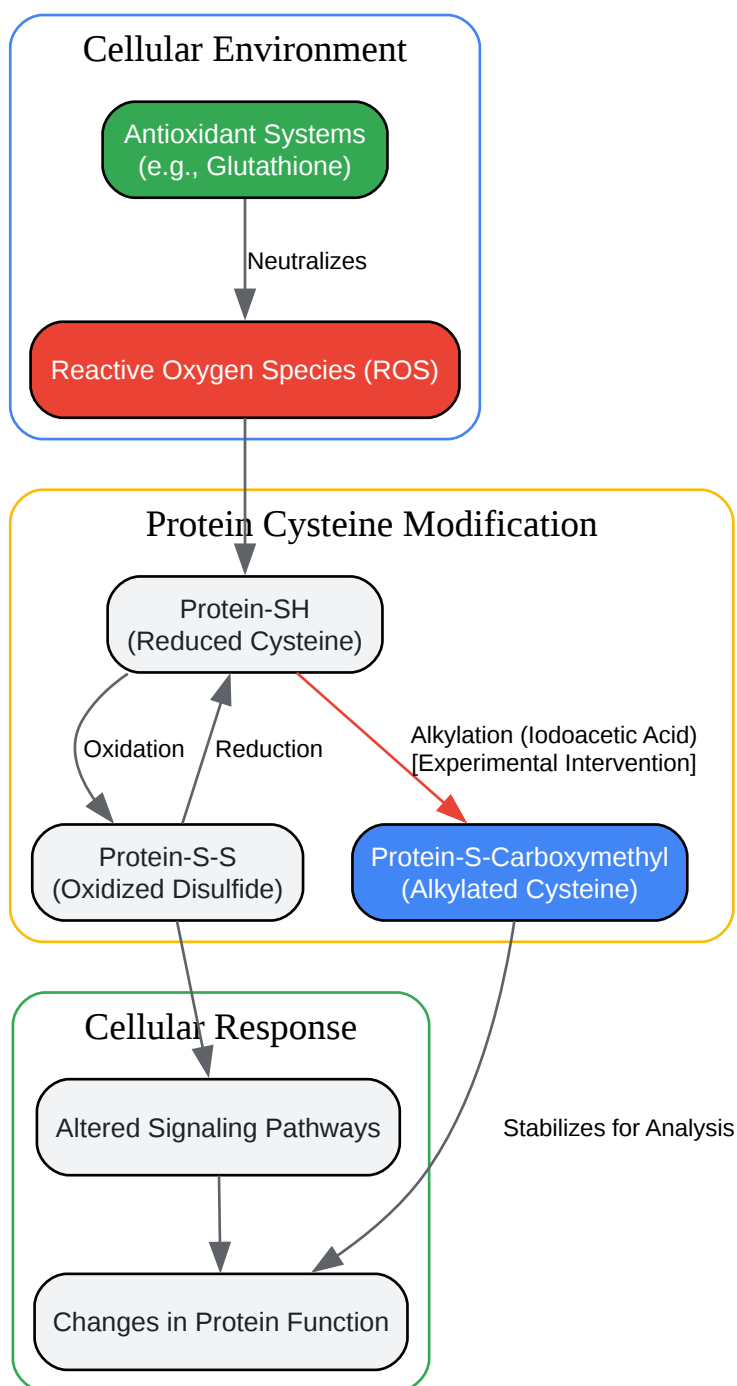 Cellular Environment
Antioxidant Systems
(e.g., Glutathione)
Neutralizes
Reactive Oxygen Species (ROS)
Protein Cysteine Modification
Protein-SH
(Reduced Cysteine)
Oxidation
Reduction
Alkylation (Iodoacetic Acid)
[Experimental Intervention]
Protein-S-S
(Oxidized Disulfide)
Protein-S-Carboxymethyl
(Alkylated Cysteine)
Cellular Response
Altered Signaling Pathways
Stabilizes for Analysis
Changes in Protein Function